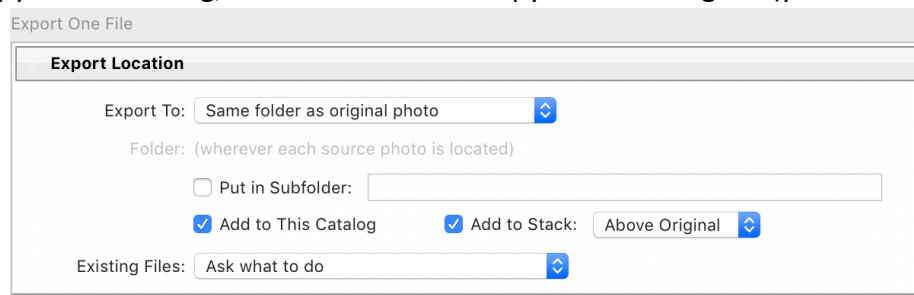 Export One File
Export Location
Export To: Same folder as original photo
Folder: (wherever each source photo is located)
Put in Subfolder:
Add to This Catalog Add to Stack: Above Original
Existing Files: Ask what to do